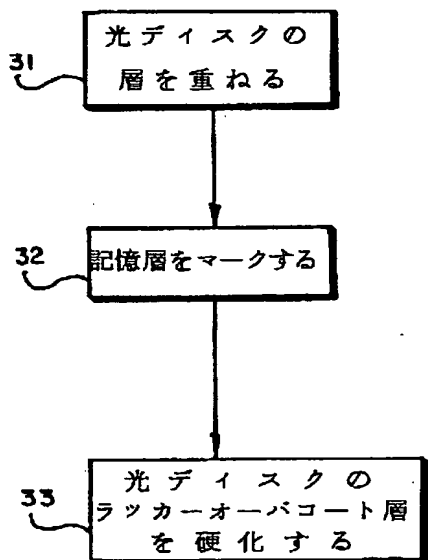 31
光ディスクの
層を重ねる
32
記憶層をマークする
33
光ディスクの
ラッカーオーバコート層
を硬化する